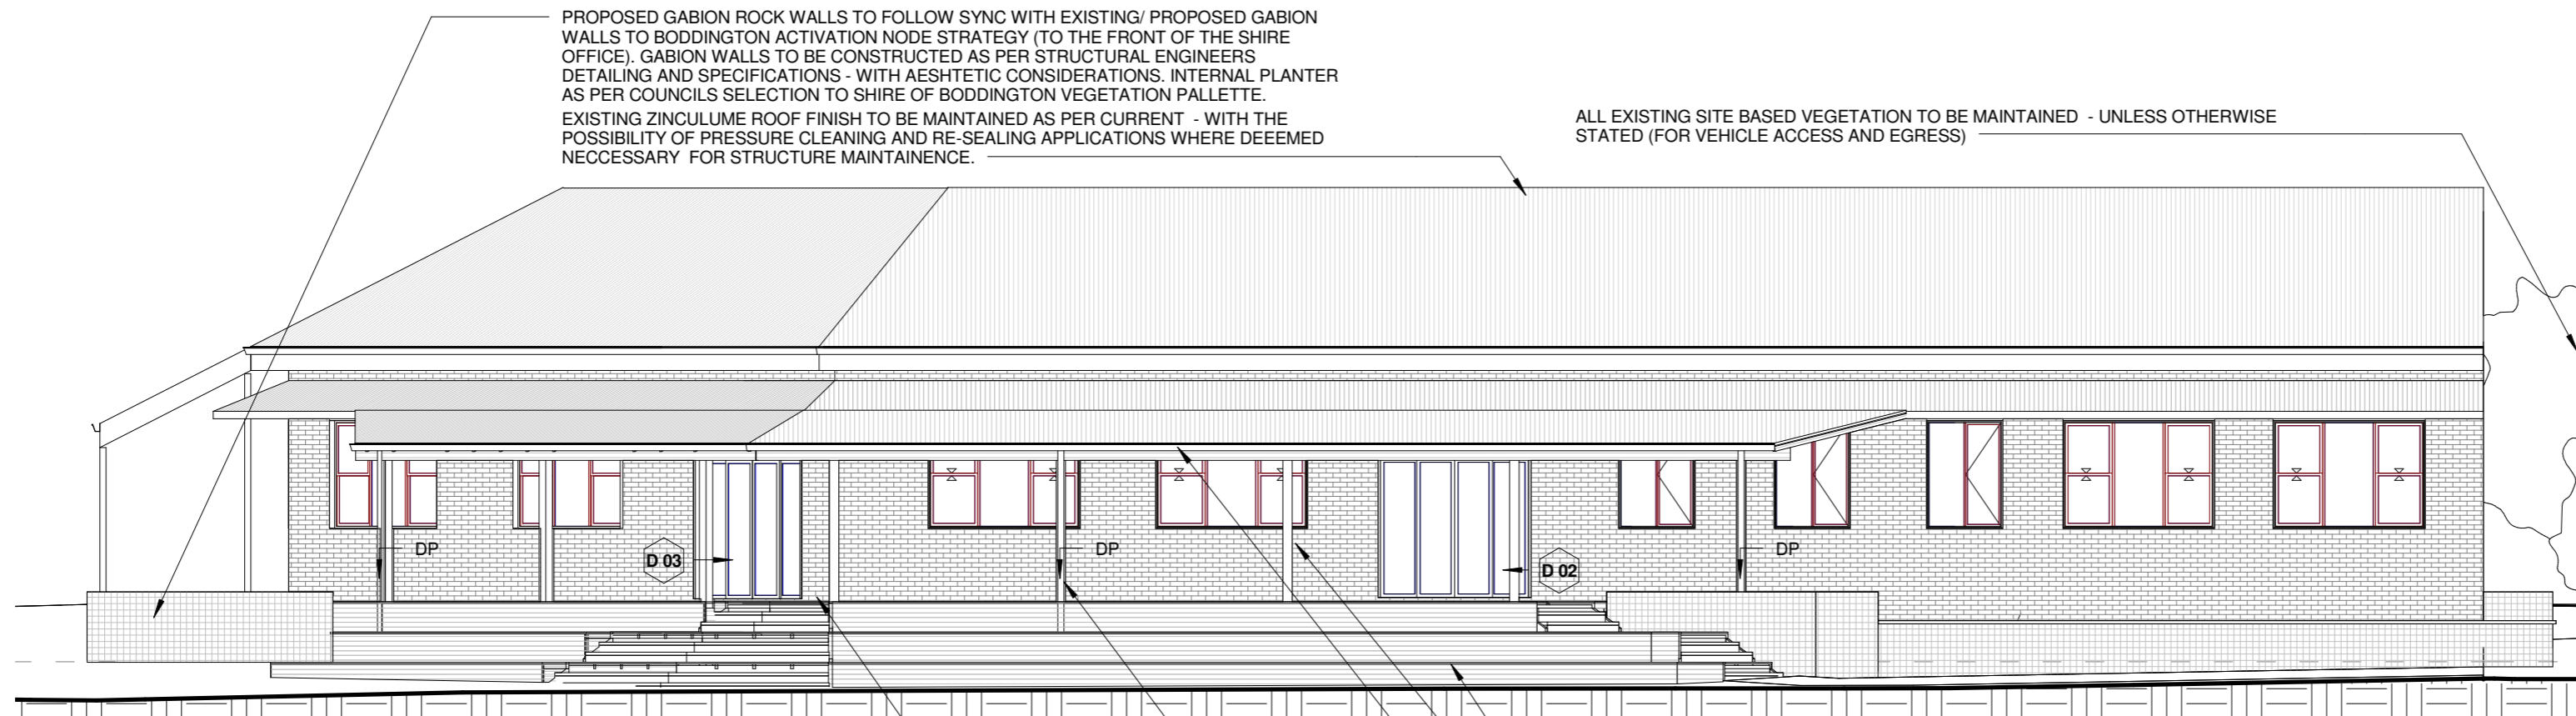 PROPOSED GABION ROCK WALLS TO FOLLOW SYNC WITH EXISTING/ PROPOSED GABION
WALLS TO BODDINGTON ACTIVATION NODE STRATEGY (TO THE FRONT OF THE SHIRE
OFFICE). GABION WALLS TO BE CONSTRUCTED AS PER STRUCTURAL ENGINEERS
DETAILING AND SPECIFICATIONS - WITH AESHTETIC CONSIDERATIONS. INTERNAL PLANTER
AS PER COUNCILS SELECTION TO SHIRE OF BODDINGTON VEGETATION PALLETTE.
EXISTING ZINCULUME ROOF FINISH TO BE MAINTAINED AS PER CURRENT - WITH THE
POSSIBILITY OF PRESSURE CLEANING AND RE-SEALING APPLICATIONS WHERE DEEEMED
NECCESSARY FOR STRUCTURE MAINTAINENCE.
ALL EXISTING SITE BASED VEGETATION TO BE MAINTAINED - UNLESS OTHERWISE
STATED (FOR VEHICLE ACCESS AND EGRESS)
DP
D 03
DP
D 02
DP